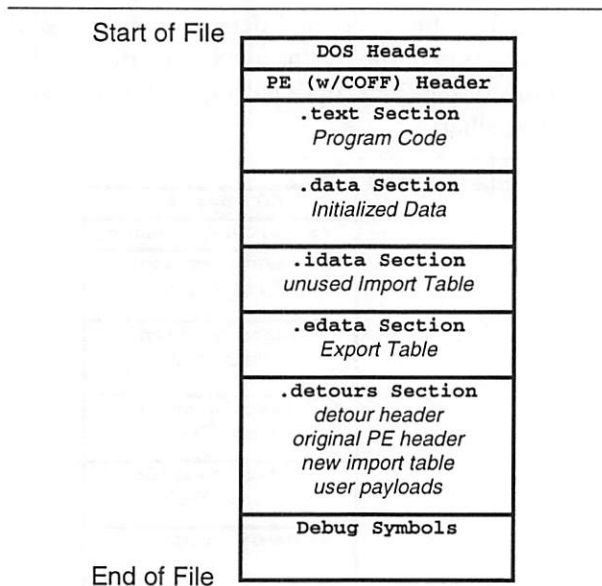 Start of File
DOS Header
PE (w/COFF) Header
.text Section
Program Code
.data Section
Initialized Data
.idata Section
unused Import Table
.edata Section
Export Table
.detours Section
detour header
original PE header
new import table
user payloads
Debug Symbols
End of File